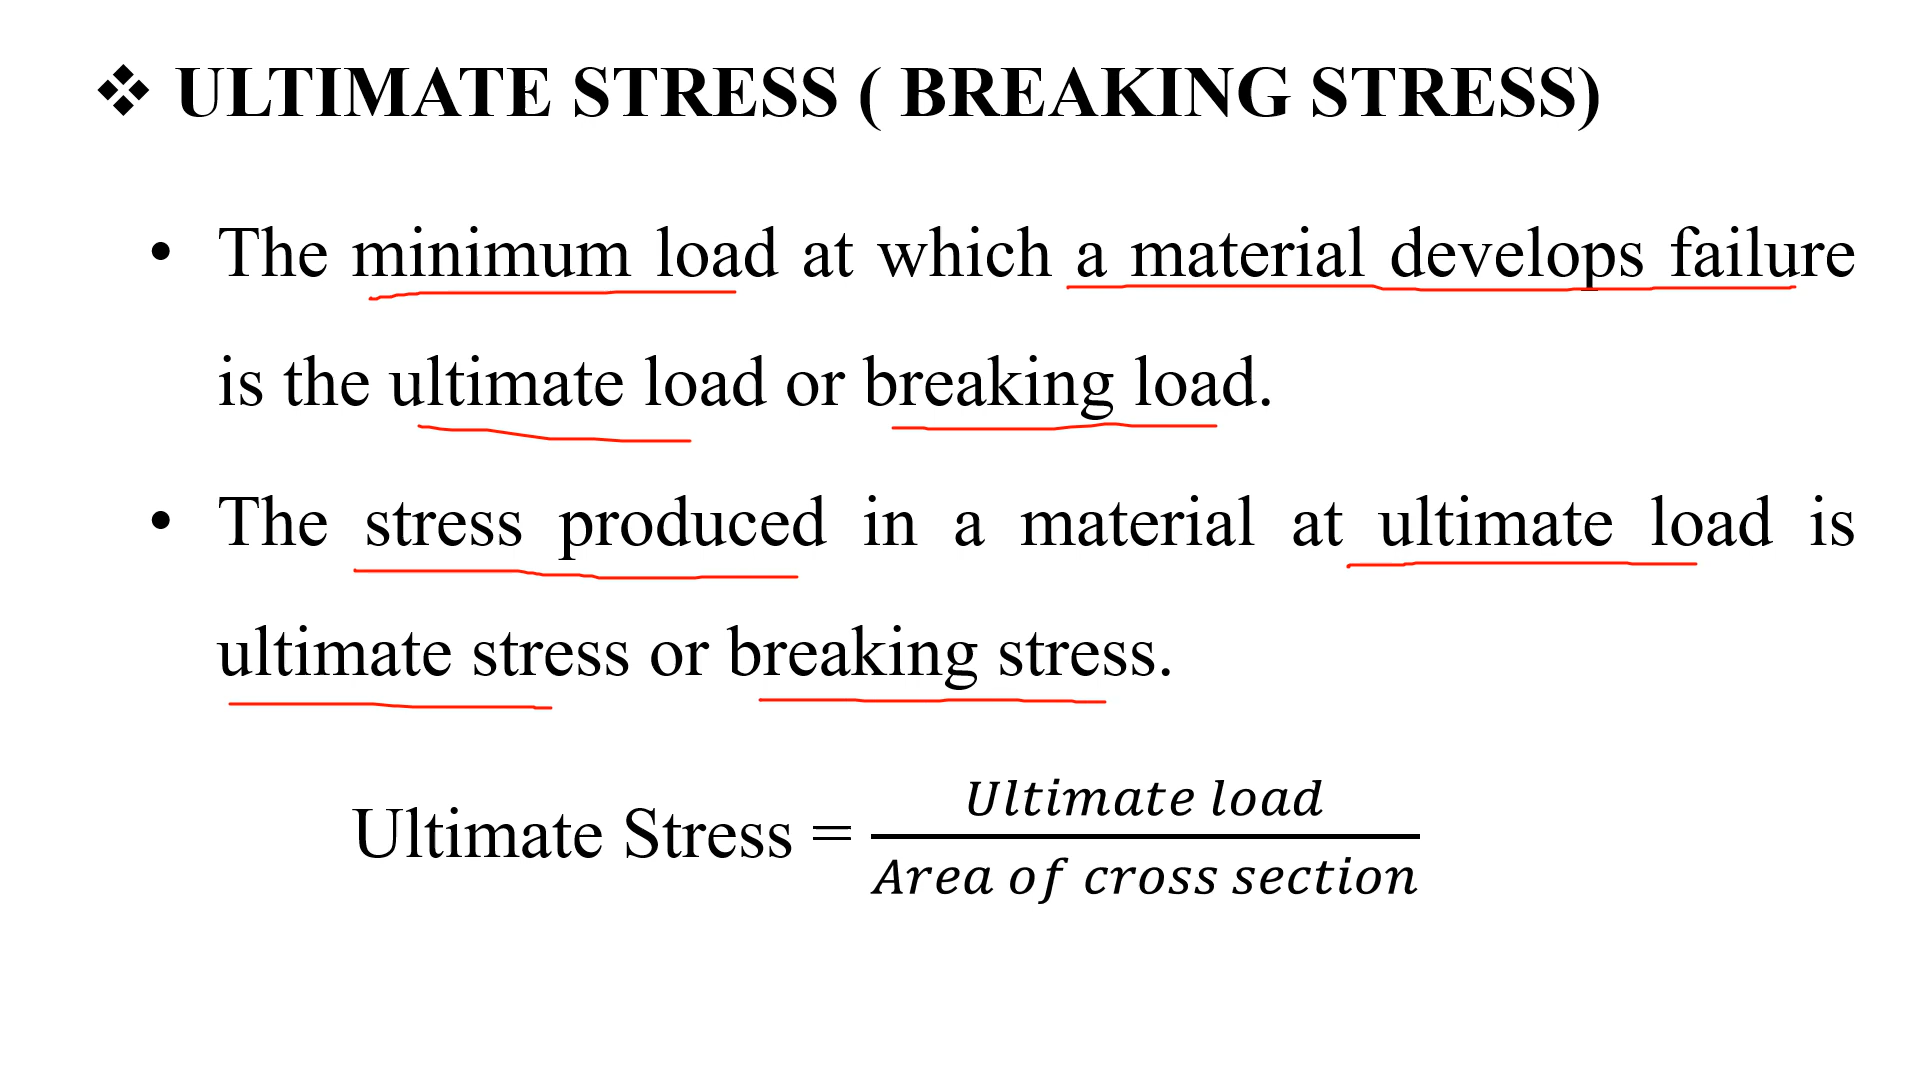 ❖ ULTIMATE STRESS ( BREAKING STRESS)
• The minimum load at which a material develops failure
is the ultimate load or breaking load.
• The stress produced in a material at ultimate load is
ultimate stress or breaking stress.
Ultimate Stress = Ultimate load / Area of cross section